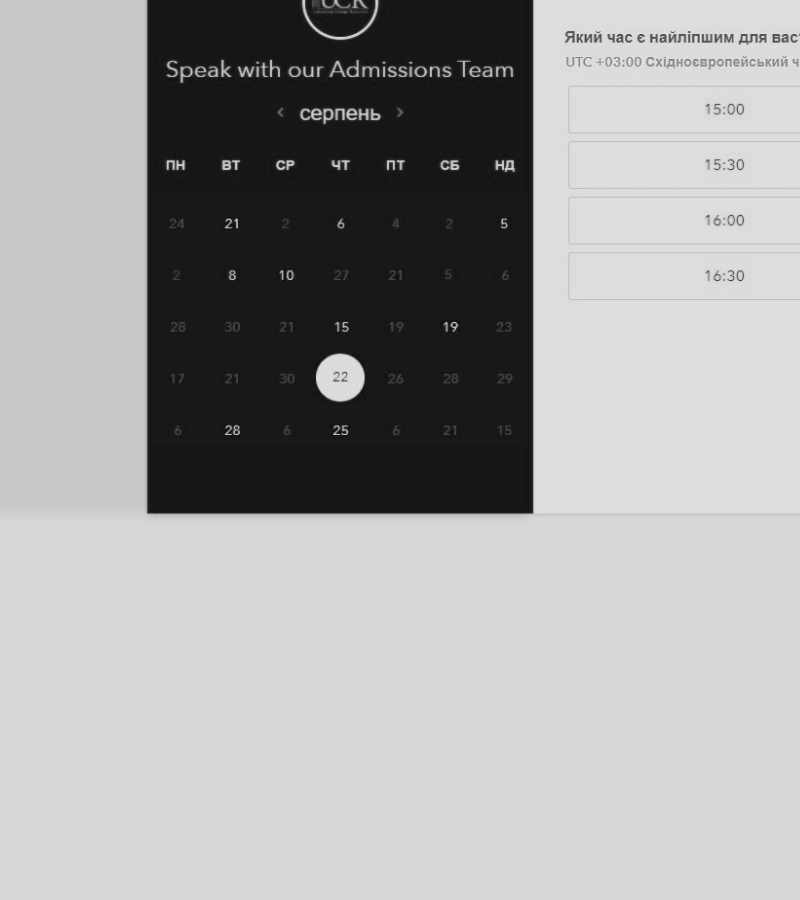 UCR
Speak with our Admissions Team
серпень
ПН ВТ СР ЧТ ПТ СБ НД
24 21 2 6 4 2 5
2 8 10 27 21 5 6
28 30 21 15 19 19 23
17 21 30 22 26 28 29
6 28 6 25 6 21 15
Який час є найліпшим для вас
UTC +03:00 Східноєвропейський ч
15:00
15:30
16:00
16:30